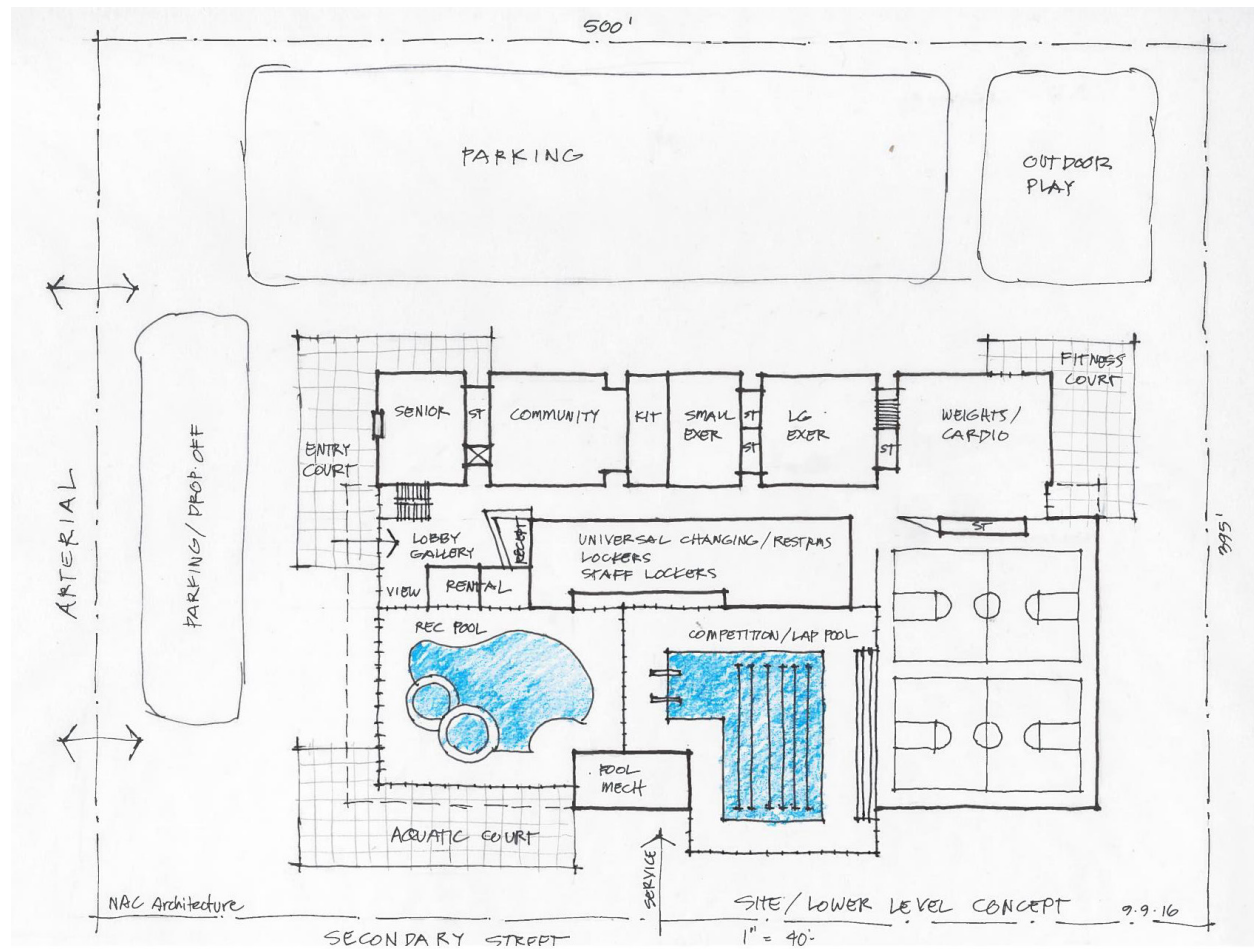 500'
PARKING
OUTDOOR
PLAY
FITNESS
COURT
SENIOR
ST
COMMUNITY
KIT
SMALL
EXER
ST
ST
LG
EXER
ST
WEIGHTS/
CARDIO
ENTRY
COURT
PARKING/DROP OFF
ARTERIAL
395'
LOBBY
GALLERY
RECEPT
UNIVERSAL CHANGING/RESTRMS
LOCKERS
STAFF LOCKERS
ST
VIEW
RENTAL
REC POOL
COMPETITION/LAP POOL
POOL
MECH
AQUATIC COURT
SERVICE
NAC Architecture
SITE/LOWER LEVEL CONCEPT
9.9.16
SECONDARY STREET
1" = 40'